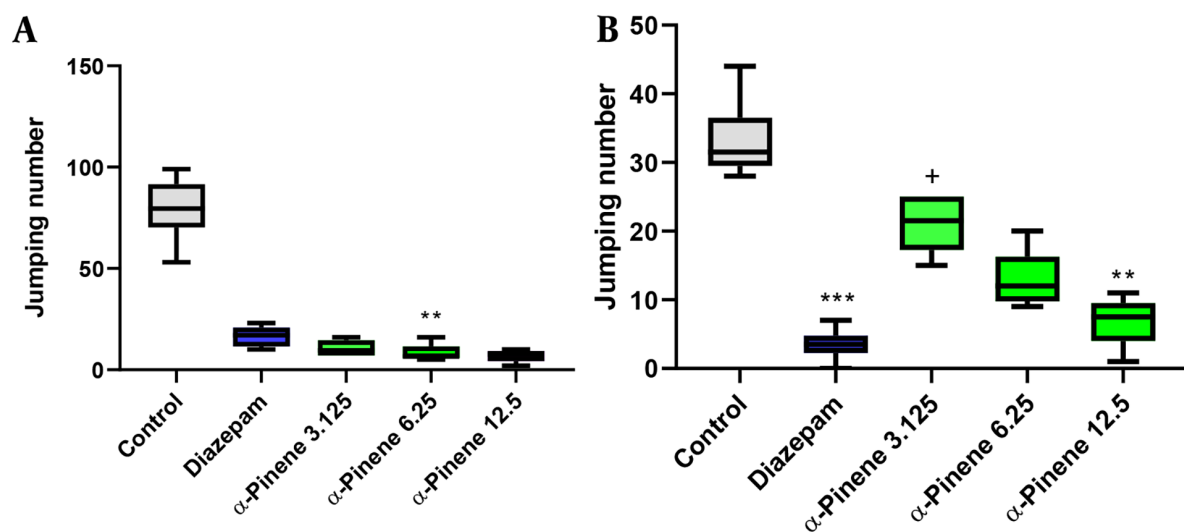 A
Jumping number
150
100
50
0
**
Control
Diazepam
α-Pinene 3.125
α-Pinene 6.25
α-Pinene 12.5
B
Jumping number
50
40
30
20
10
0
***
+
**
Control
Diazepam
α-Pinene 3.125
α-Pinene 6.25
α-Pinene 12.5